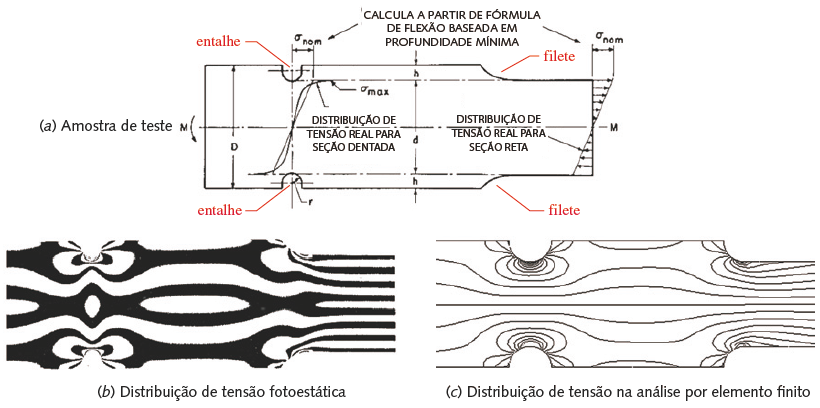 CALCULA A PARTIR DE FÓRMULA
DE FLEXÃO BASEADA EM
PROFUNDIDADE MÍNIMA
σnom
σnom
entalhe
filete
h
σmax
(a) Amostra de teste
M
D
DISTRIBUIÇÃO DE
TENSÃO REAL PARA
SEÇÃO DENTADA
d
DISTRIBUIÇÃO DE
TENSÃO REAL PARA
SEÇÃO RETA
M
h
r
entalhe
filete
(b) Distribuição de tensão fotoestática
(c) Distribuição de tensão na análise por elemento finito